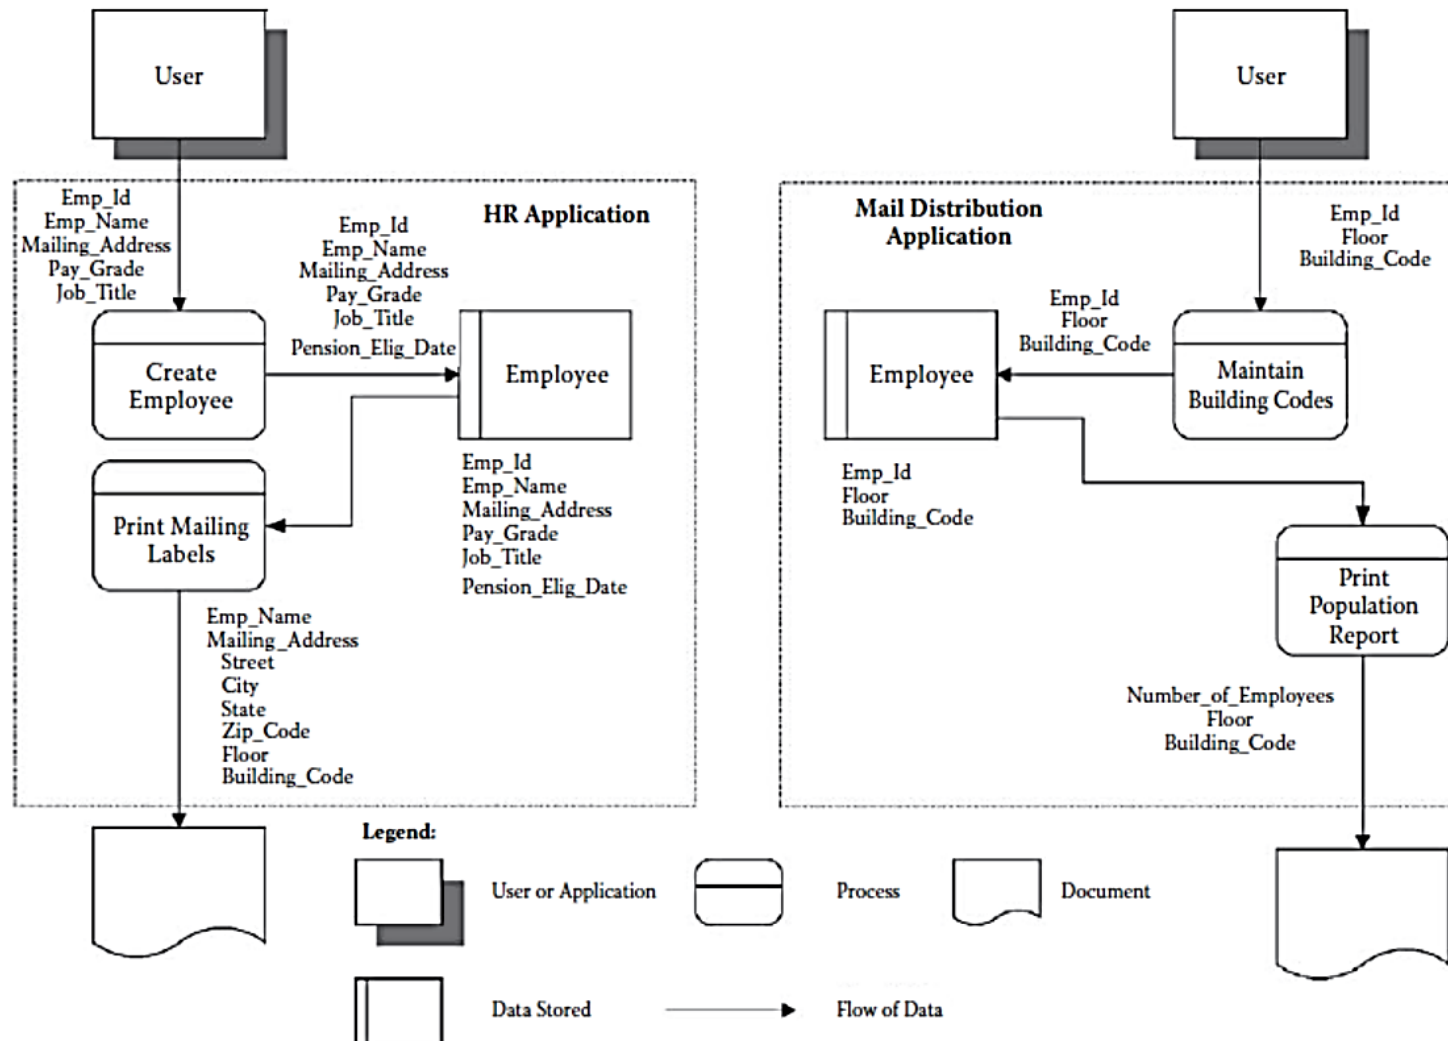 User
User
Emp_Id
Emp_Name
Mailing_Address
Pay_Grade
Job_Title
HR Application
Emp_Id
Emp_Name
Mailing_Address
Pay_Grade
Job_Title
Pension_Elig_Date
Create
Employee
Employee
Print Mailing
Labels
Emp_Id
Emp_Name
Mailing_Address
Pay_Grade
Job_Title
Pension_Elig_Date
Emp_Name
Mailing_Address
Street
City
State
Zip_Code
Floor
Building_Code
Mail Distribution
Application
Emp_Id
Floor
Building_Code
Emp_Id
Floor
Building_Code
Employee
Maintain
Building Codes
Emp_Id
Floor
Building_Code
Print
Population
Report
Number_of_Employees
Floor
Building_Code
Legend:
User or Application
Process
Document
Data Stored
Flow of Data